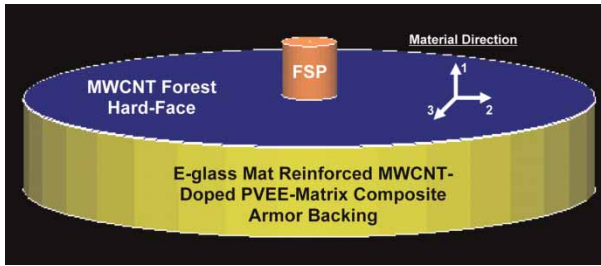 Material Direction
FSP
MWCNT Forest
Hard-Face
1
2
3
E-glass Mat Reinforced MWCNT-
Doped PVEE-Matrix Composite
Armor Backing